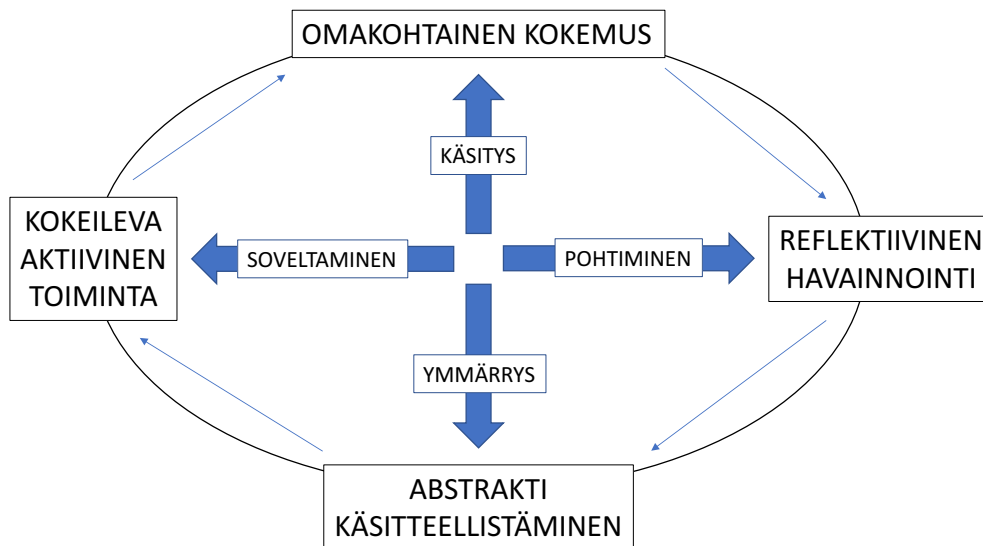 OMAKOHTAINEN KOKEMUS
KÄSITYS
KOKEILEVA
AKTIIVINEN
TOIMINTA
SOVELTAMINEN
POHTIMINEN
REFLEKTIIVINEN
HAVAINNOINTI
YMMÄRRYS
ABSTRAKTI
KÄSITTEELLISTÄMINEN